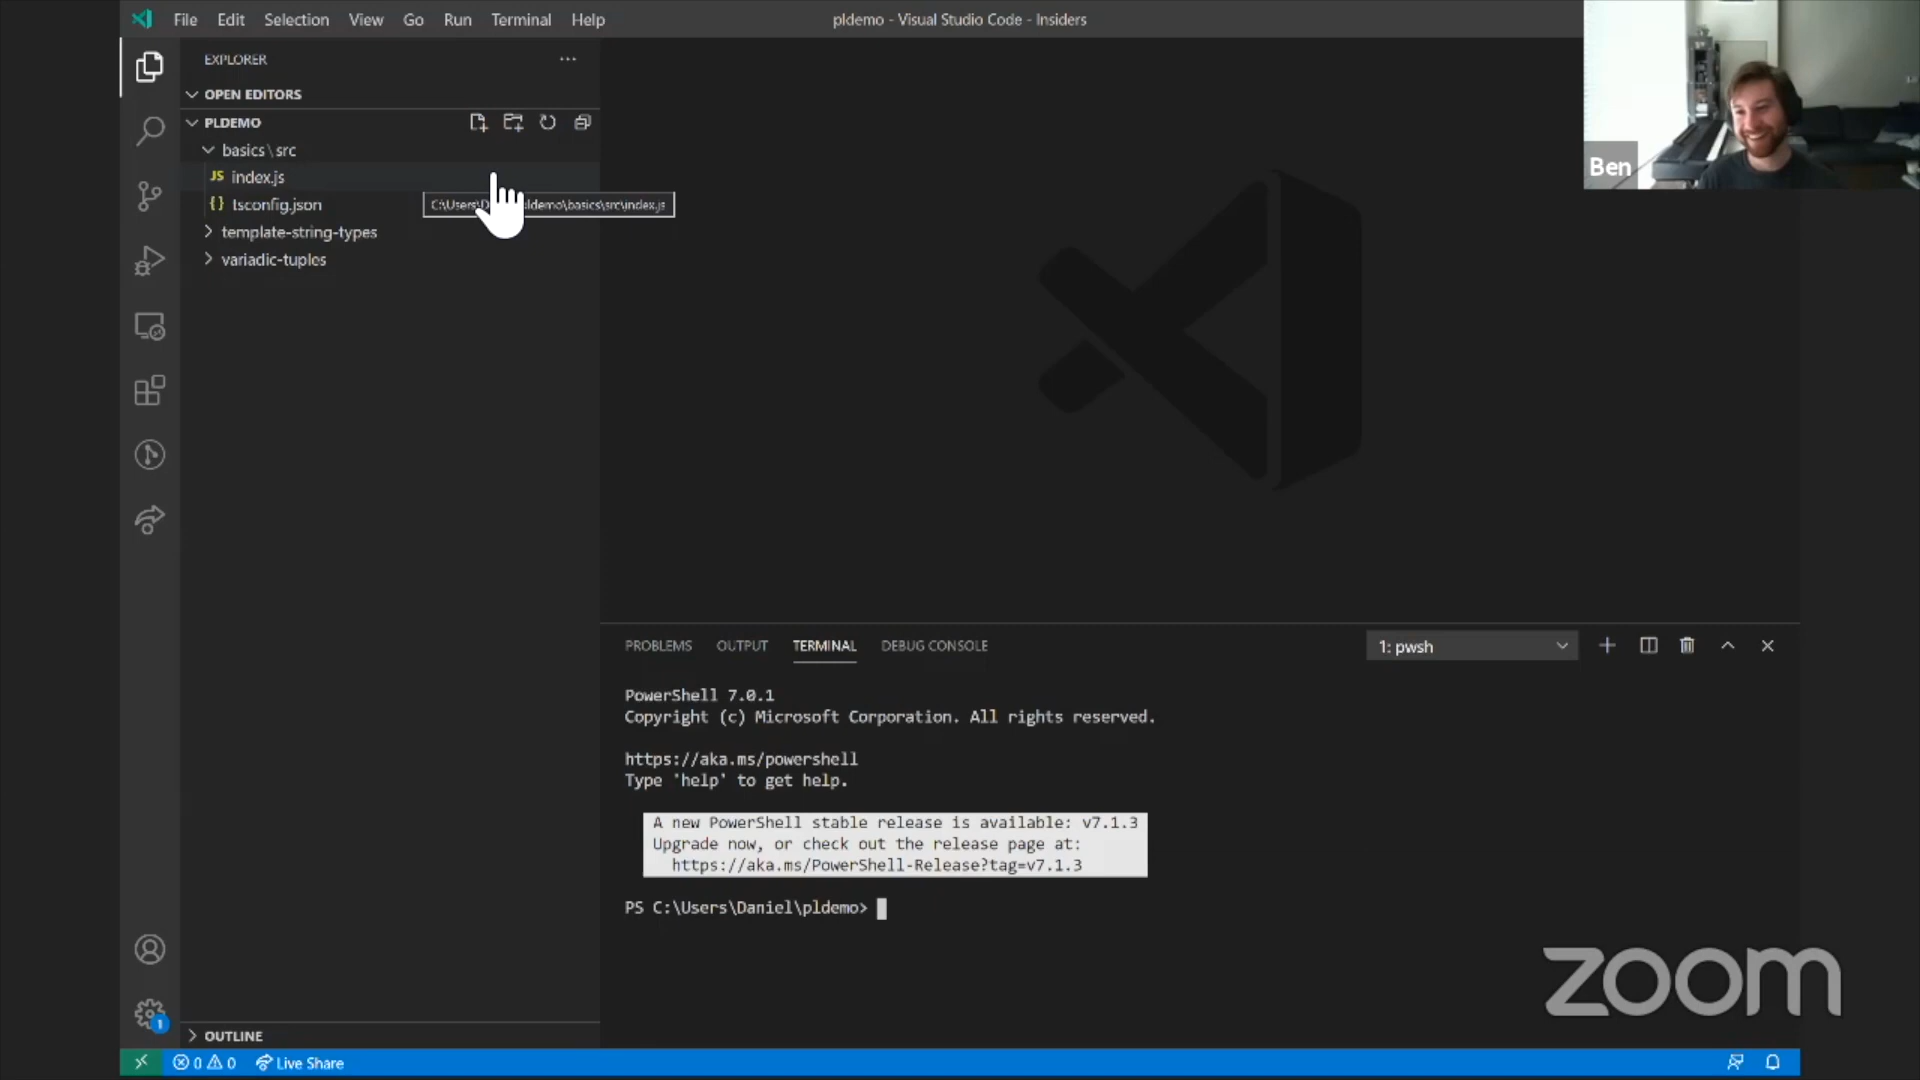 File Edit Selection View Go Run Terminal Help
pldemo - Visual Studio Code - Insiders
EXPLORER
OPEN EDITORS
PLDEMO
basics\src
JS index.js
{} tsconfig.json
template-string-types
variadic-tuples
OUTLINE
Ben
PROBLEMS OUTPUT TERMINAL DEBUG CONSOLE
1: pwsh
PowerShell 7.0.1
Copyright (c) Microsoft Corporation. All rights reserved.
https://aka.ms/powershell
Type 'help' to get help.
A new PowerShell stable release is available: v7.1.3
Upgrade now, or check out the release page at:
https://aka.ms/PowerShell-Release?tag=v7.1.3
PS C:\Users\Daniel\pldemo>
zoom
1
0 0 Live Share